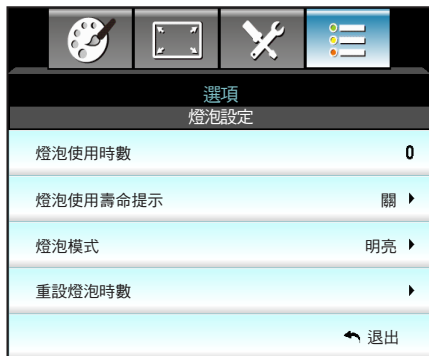 選項
燈泡設定
燈泡使用時數 0
燈泡使用壽命提示 關
燈泡模式 明亮
重設燈泡時數
退出